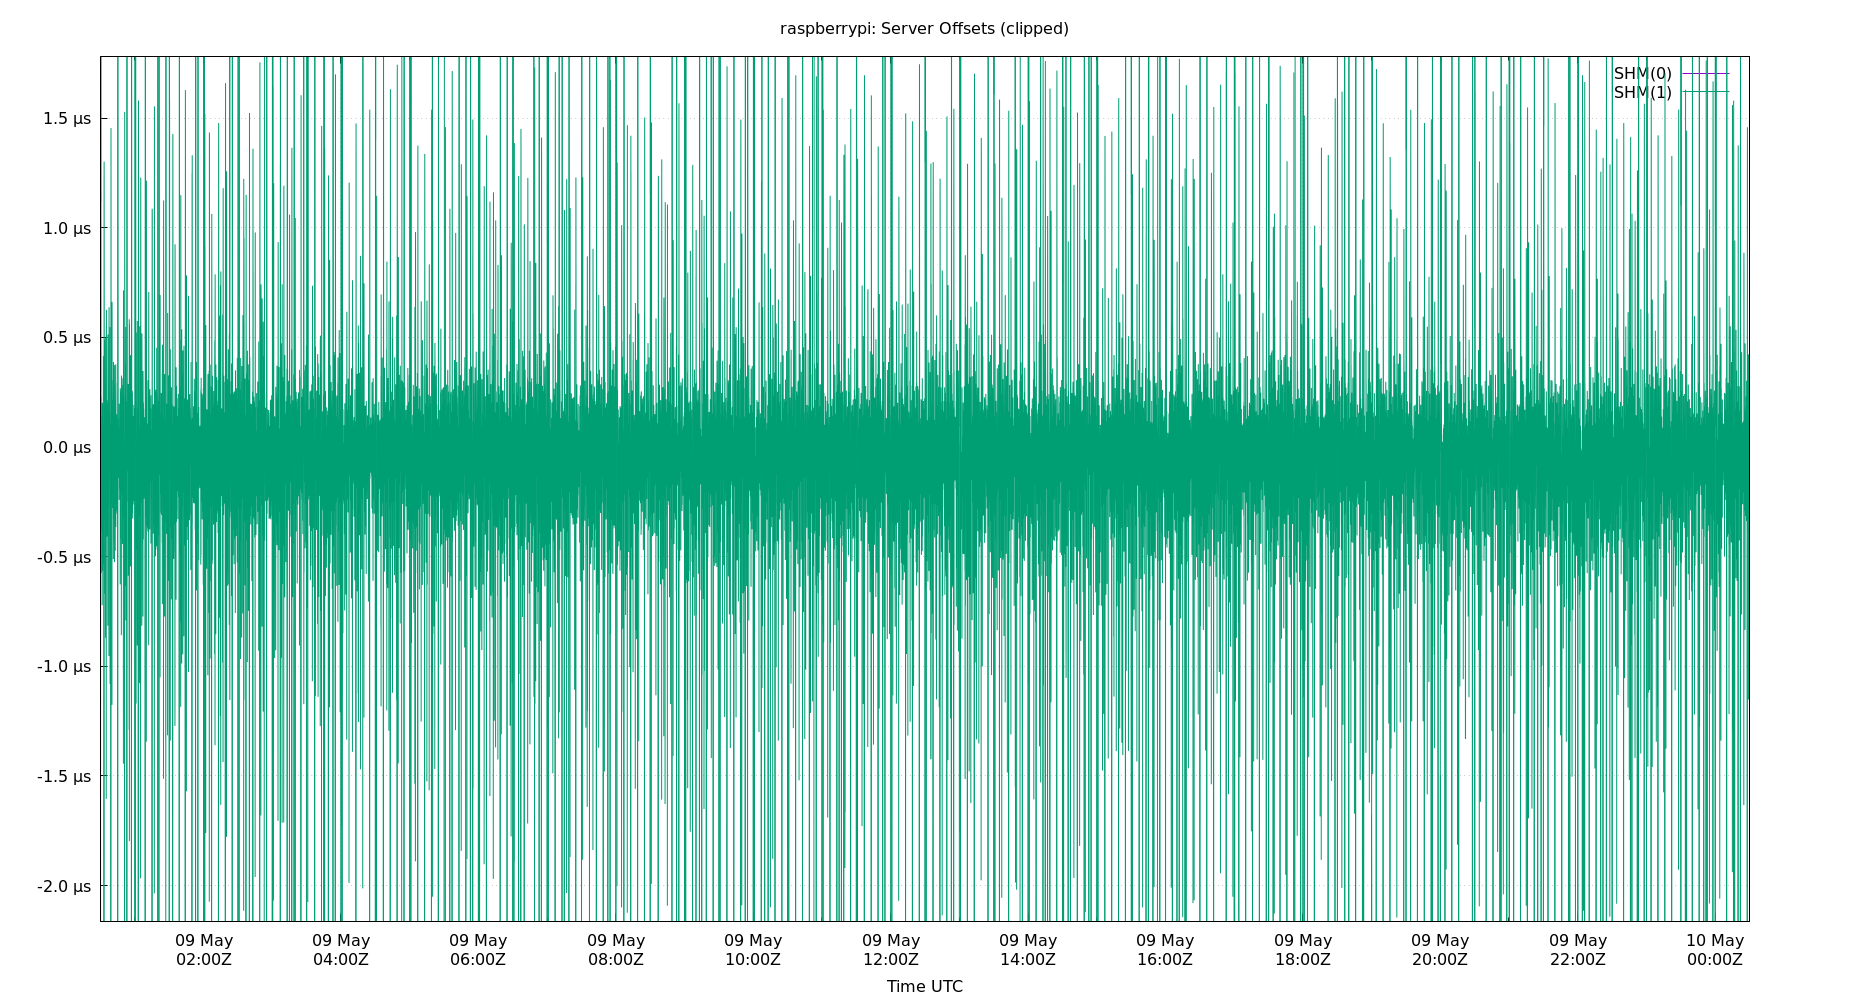 raspberrypi: Server Offsets (clipped)
SHM(0)
SHM(1)
1.5 µs
1.0 µs
0.5 µs
0.0 µs
-0.5 µs
-1.0 µs
-1.5 µs
-2.0 µs
09 May 09 May 09 May 09 May 09 May 09 May 09 May 09 May 09 May 09 May 09 May 10 May
02:00Z 04:00Z 06:00Z 08:00Z 10:00Z 12:00Z 14:00Z 16:00Z 18:00Z 20:00Z 22:00Z 00:00Z
Time UTC